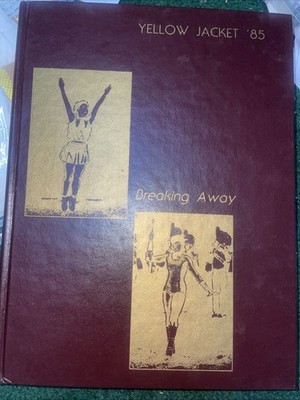 YELLOW JACKET '85
Breaking Away